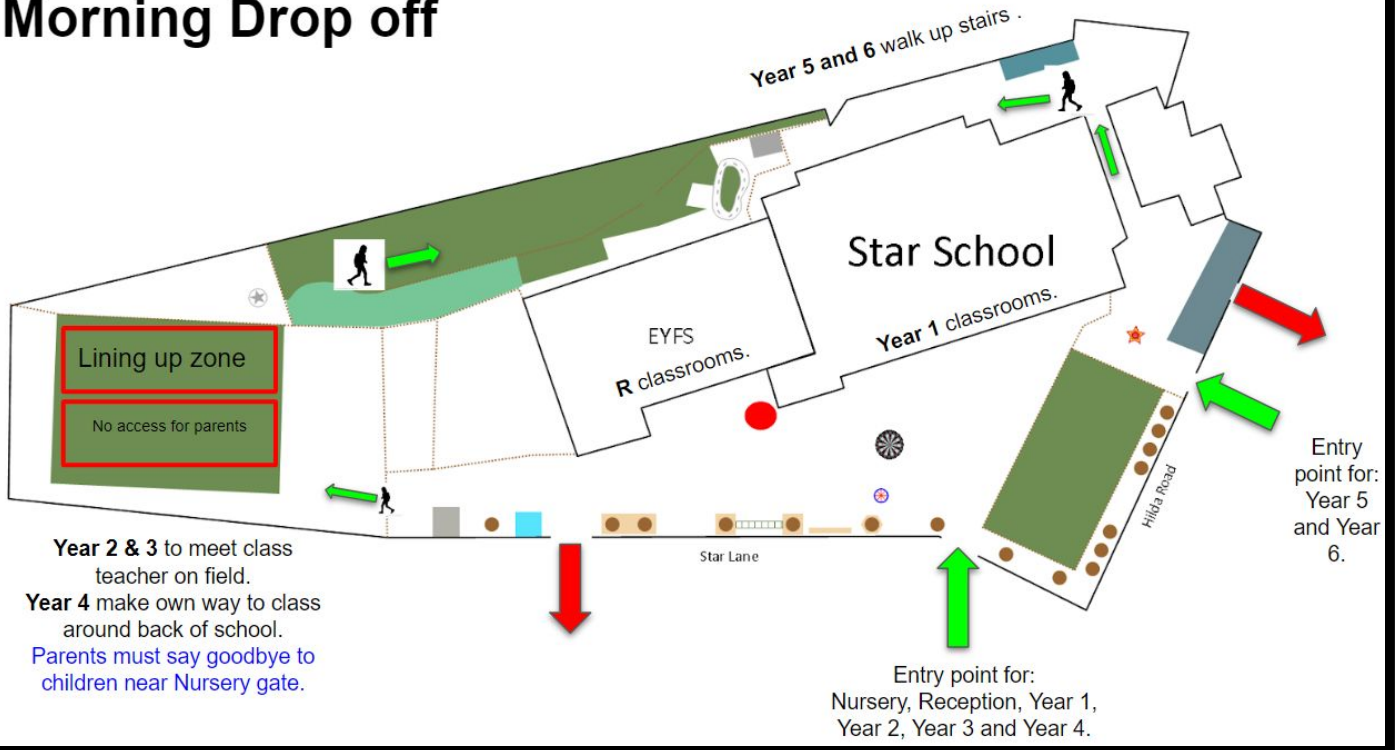 Morning Drop off
Year 5 and 6 walk up stairs .
Star School
Year 1 classrooms.
EYFS
R classrooms.
Lining up zone
No access for parents
Entry
point for:
Year 5
and Year
6.
Hilda Road
Star Lane
Year 2 & 3 to meet class
teacher on field.
Year 4 make own way to class
around back of school.
Parents must say goodbye to
children near Nursery gate.
Entry point for:
Nursery, Reception, Year 1,
Year 2, Year 3 and Year 4.